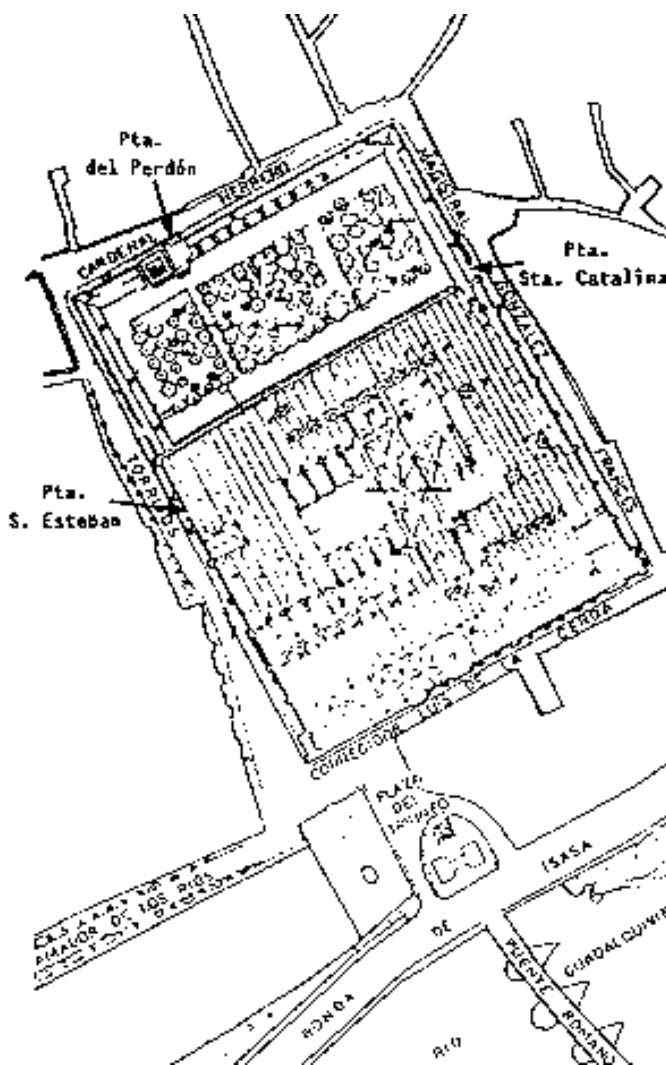 Pta.
del Perdón
CARDENAL
HERRERO
MAGISTRAL
Pta.
Sta. Catalina
GONZALEZ
FRANCES
TORRIJOS
Pta.
S. Esteban
CORREGIDOR LUIS DE LA CERDA
PLAZA
DEL
TRIUNFO
ISASA
AMADOR DE LOS RIOS
DE
RONDA
PUENTE ROMANO
GUADALQUIVIR
RIO